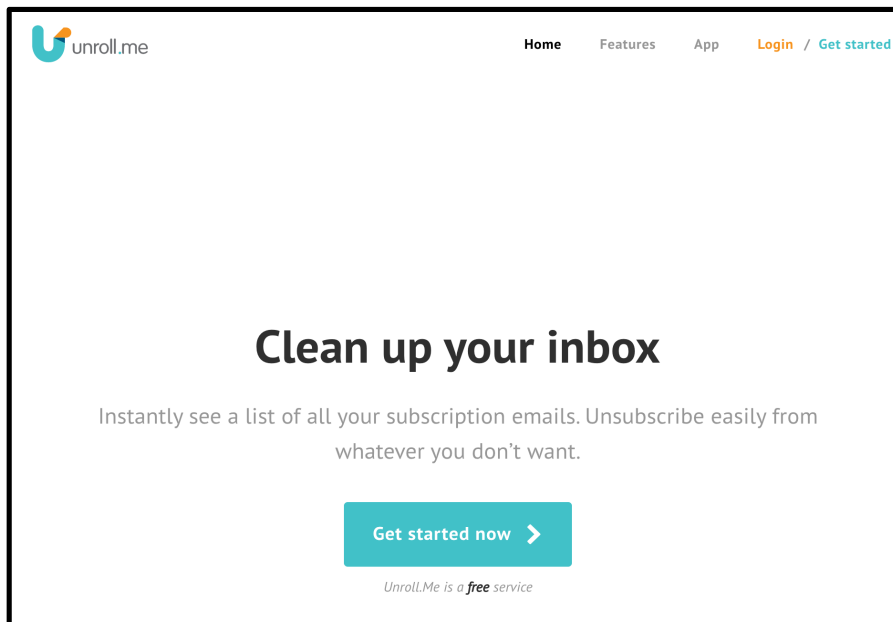 unroll.me
Home Features App Login / Get started
Clean up your inbox
Instantly see a list of all your subscription emails. Unsubscribe easily from
whatever you don’t want.
Get started now
Unroll.Me is a free service